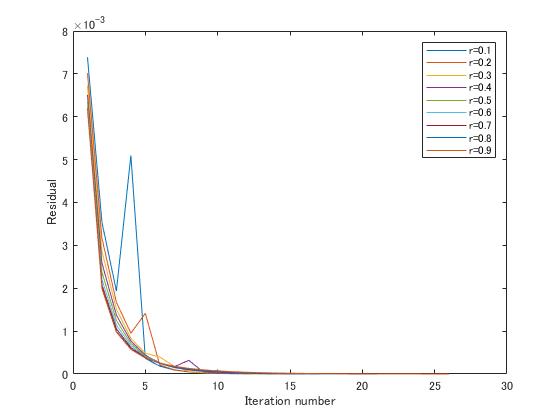 ×10⁻³
8
7
6
5
4
3
2
1
0
Residual
0 5 10 15 20 25 30
Iteration number
r=0.1
r=0.2
r=0.3
r=0.4
r=0.5
r=0.6
r=0.7
r=0.8
r=0.9